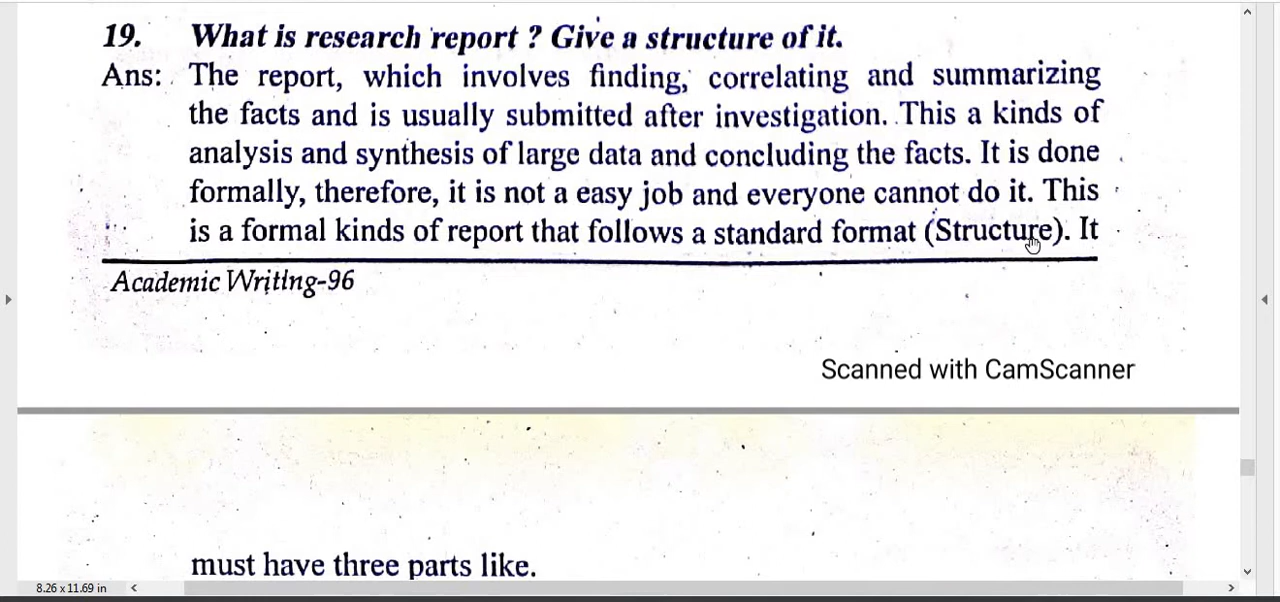 19. What is research report ? Give a structure of it.
Ans: The report, which involves finding, correlating and summarizing
the facts and is usually submitted after investigation. This a kinds of
analysis and synthesis of large data and concluding the facts. It is done
formally, therefore, it is not a easy job and everyone cannot do it. This
is a formal kinds of report that follows a standard format (Structure). It
Academic Writing-96
Scanned with CamScanner
must have three parts like.
8.26 x 11.69 in